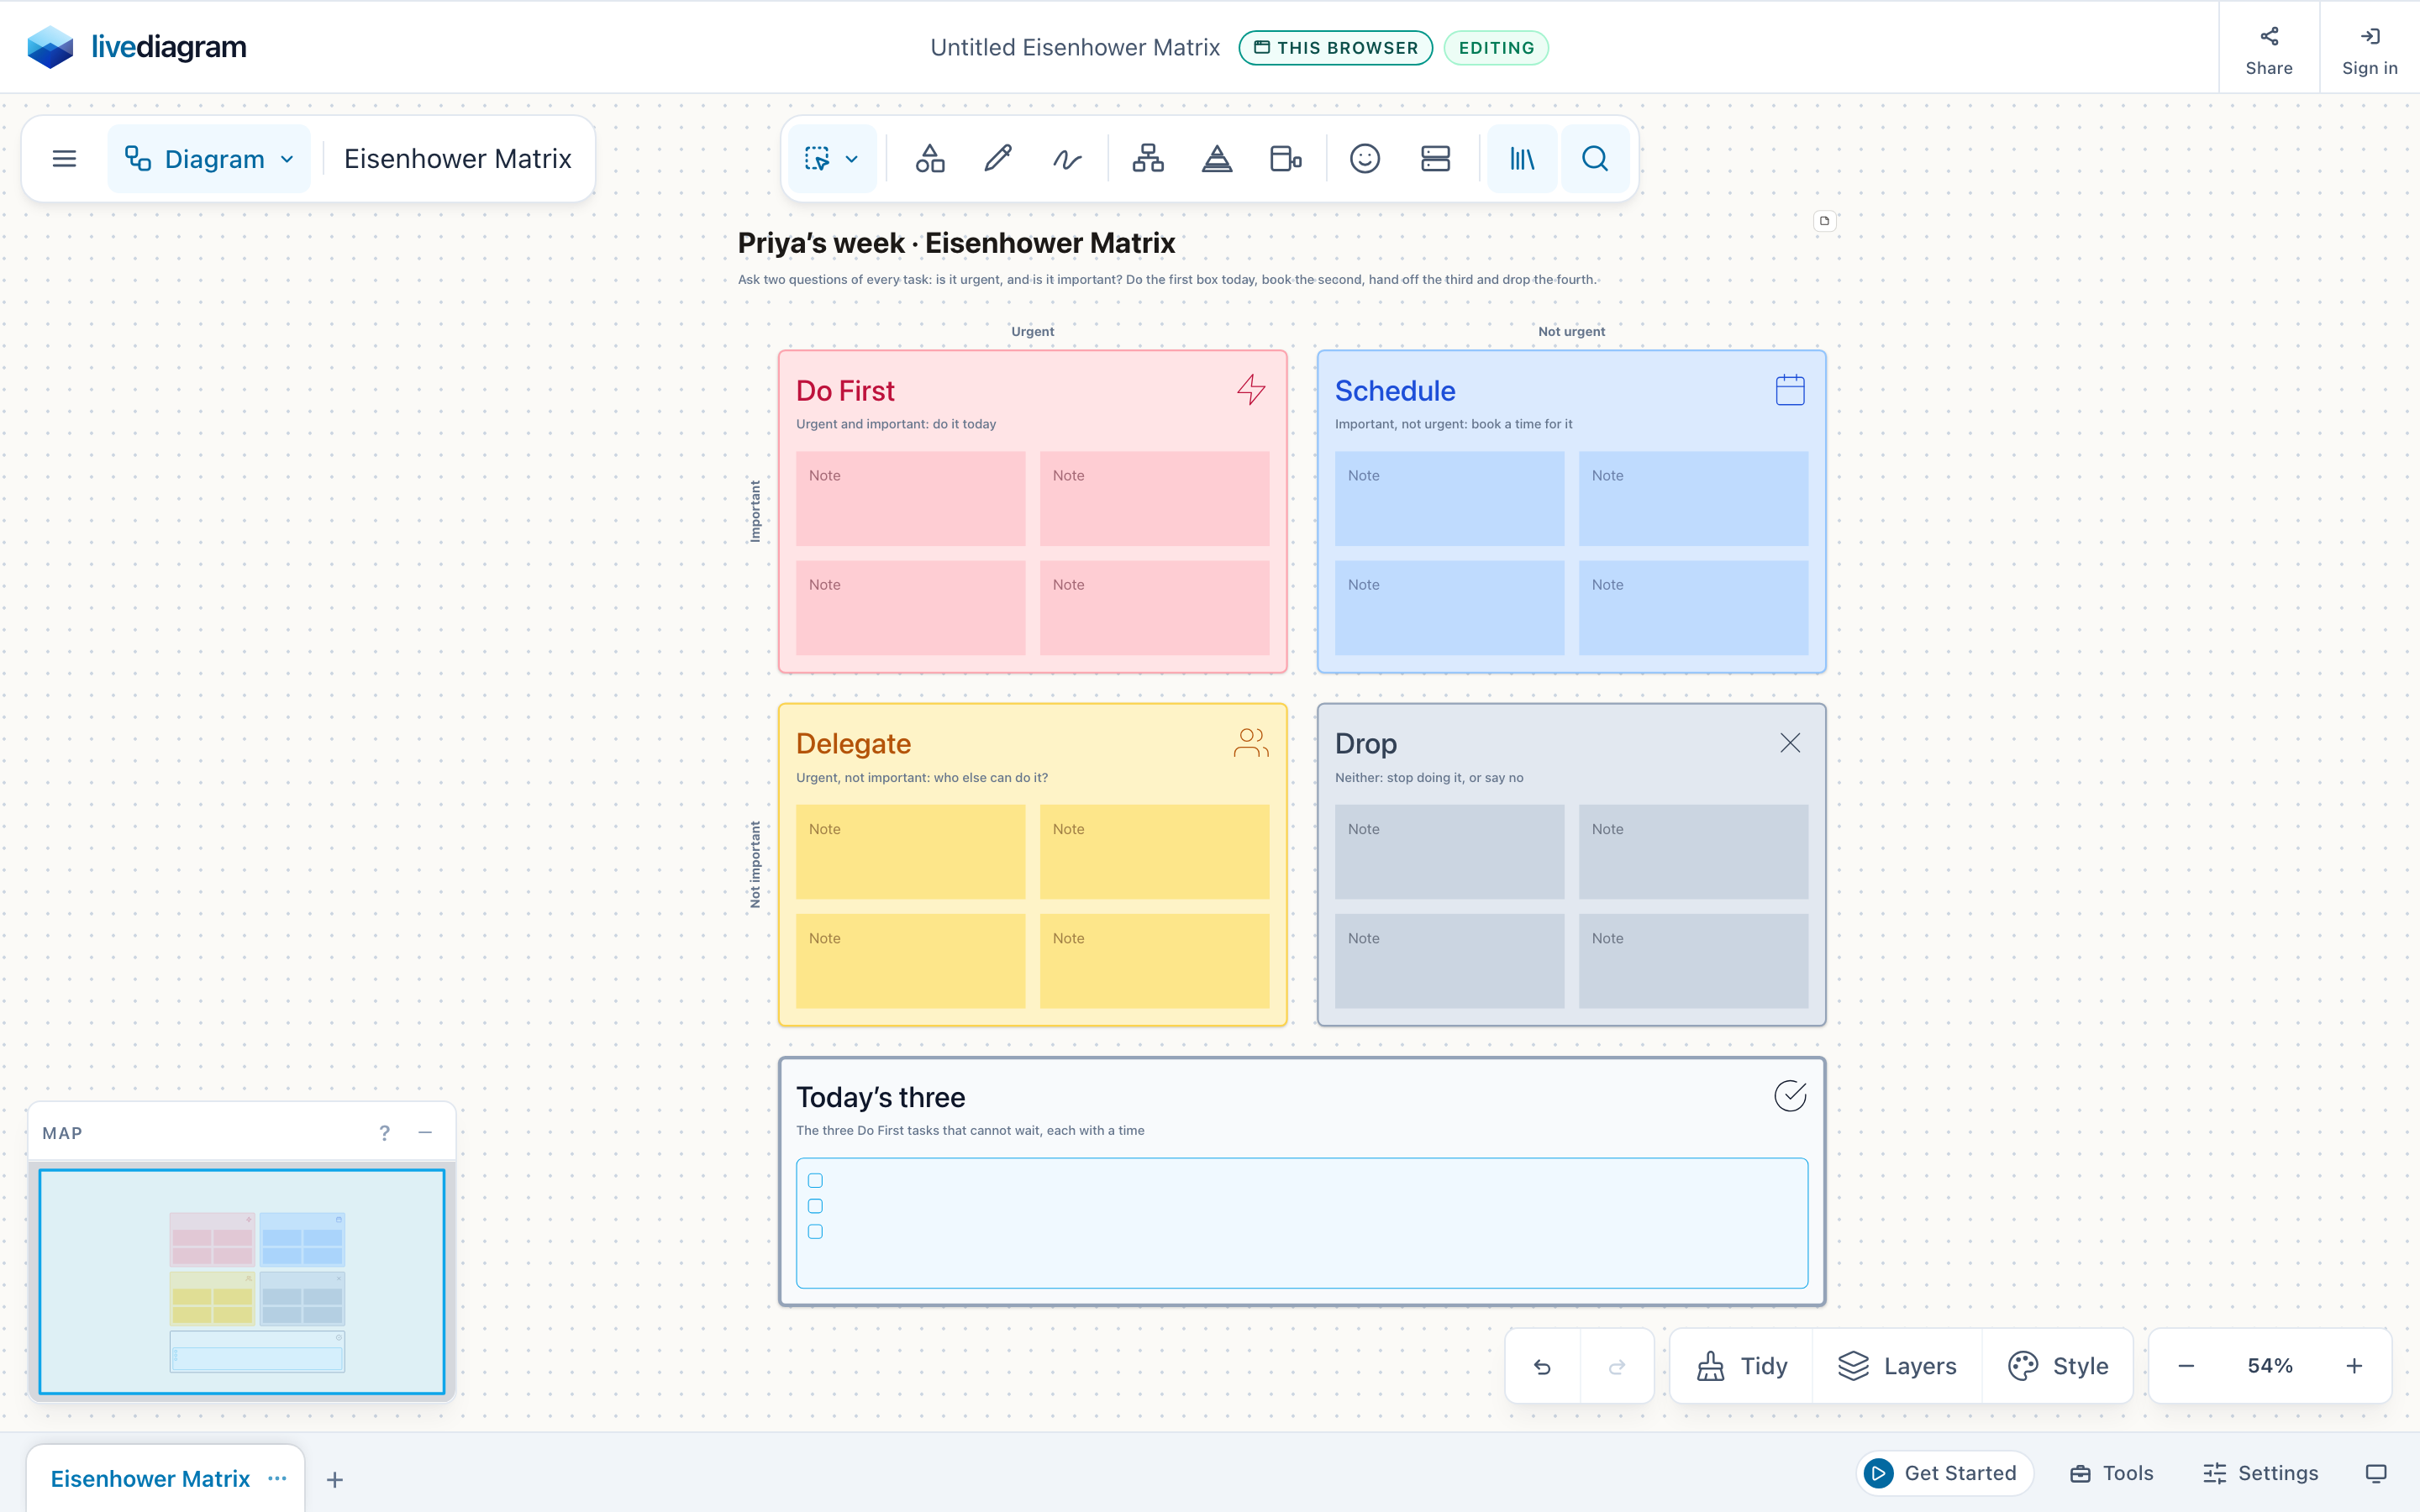 livediagram
Untitled Eisenhower Matrix
THIS BROWSER
EDITING
Share
Sign in
Diagram
Eisenhower Matrix
Priya’s week · Eisenhower Matrix
Ask two questions of every task: is it urgent, and is it important? Do the first box today, book the second, hand off the third and drop the fourth.
Urgent
Not urgent
Important
Do First
Urgent and important: do it today
Note
Note
Note
Note
Schedule
Important, not urgent: book a time for it
Note
Note
Note
Note
Not important
Delegate
Urgent, not important: who else can do it?
Note
Note
Note
Note
Drop
Neither: stop doing it, or say no
Note
Note
Note
Note
Today’s three
The three Do First tasks that cannot wait, each with a time
MAP
?
Tidy
Layers
Style
54%
Eisenhower Matrix
Get Started
Tools
Settings